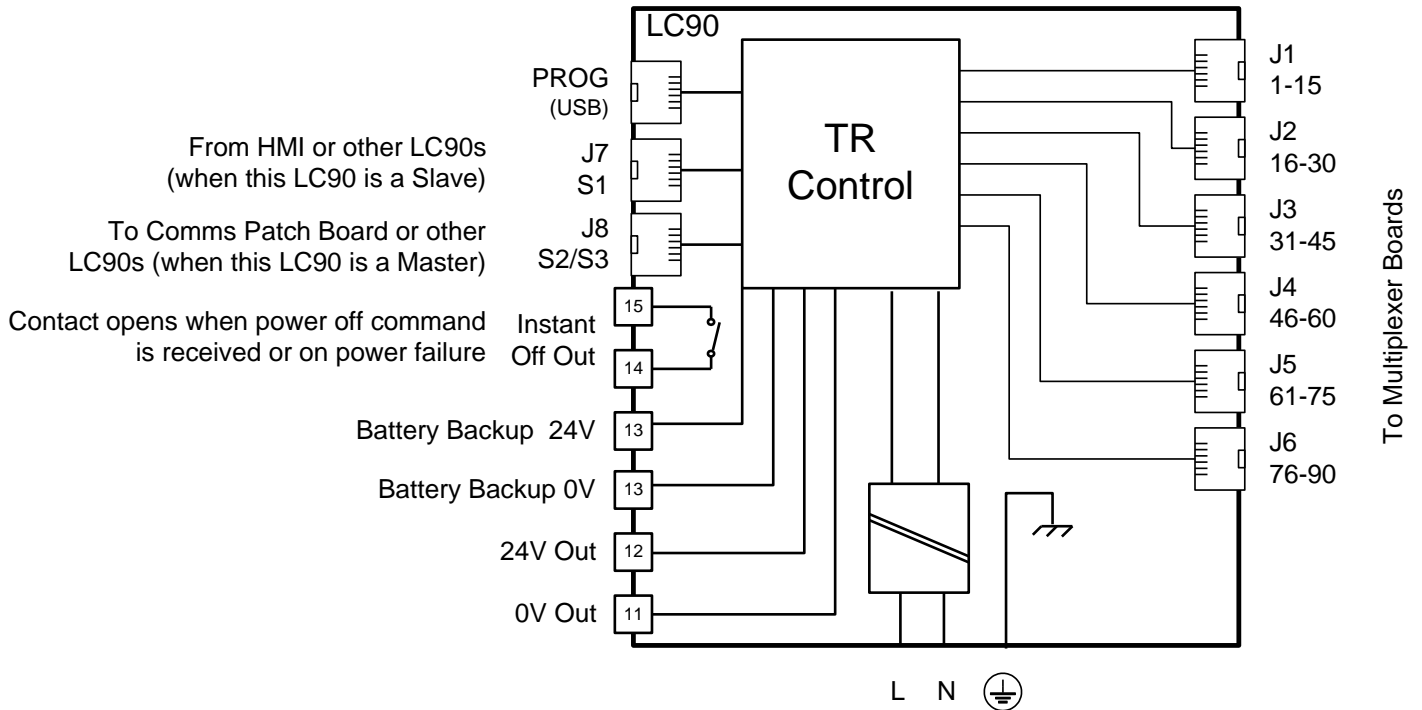 LC90
PROG
(USB)
From HMI or other LC90s
(when this LC90 is a Slave)
J7
S1
To Comms Patch Board or other
LC90s (when this LC90 is a Master)
J8
S2/S3
Contact opens when power off command
is received or on power failure
Instant
Off Out
15
14
Battery Backup 24V
13
Battery Backup 0V
13
24V Out
12
0V Out
11
TR
Control
J1
1-15
J2
16-30
J3
31-45
J4
46-60
J5
61-75
J6
76-90
To Multiplexer Boards
L N